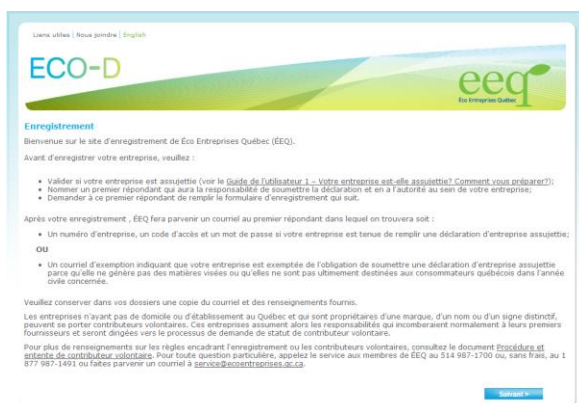 Liens utiles | Nous joindre | English
ECO-D
eeq
Éco Entreprises Québec
Enregistrement
Bienvenue sur le site d'enregistrement de Éco Entreprises Québec (ÉEQ).
Avant d'enregistrer votre entreprise, veuillez :
• Valider si votre entreprise est assujettie (voir le Guide de l'utilisateur 1 – Votre entreprise est-elle assujettie? Comment vous préparer?);
• Nommer un premier répondant qui aura la responsabilité de soumettre la déclaration et en a l'autorité au sein de votre entreprise;
• Demander à ce premier répondant de remplir le formulaire d'enregistrement qui suit.
Après votre enregistrement , ÉEQ fera parvenir un courriel au premier répondant dans lequel on trouvera soit :
• Un numéro d'entreprise, un code d'accès et un mot de passe si votre entreprise est tenue de remplir une déclaration d'entreprise assujettie;
OU
• Un courriel d'exemption indiquant que votre entreprise est exemptée de l'obligation de soumettre une déclaration d'entreprise assujettie
parce qu'elle ne génère pas des matières visées ou qu'elles ne sont pas ultimement destinées aux consommateurs québécois dans l'année
civile concernée.
Veuillez conserver dans vos dossiers une copie du courriel et des renseignements fournis.
Les entreprises n'ayant pas de domicile ou d'établissement au Québec et qui sont propriétaires d'une marque, d'un nom ou d'un signe distinctif,
peuvent se porter contributeurs volontaires. Ces entreprises assument alors les responsabilités qui incomberaient normalement à leurs premiers
fournisseurs et seront dirigées vers le processus de demande de statut de contributeur volontaire.
Pour plus de renseignements sur les règles encadrant l'enregistrement ou les contributeurs volontaires, consultez le document Procédure et
entente de contributeur volontaire. Pour toute question particulière, appelez le service aux membres de ÉEQ au 514 987-1700 ou, sans frais, au 1
877 987-1491 ou faites parvenir un courriel à service@ecoentreprises.qc.ca.
Suivant >